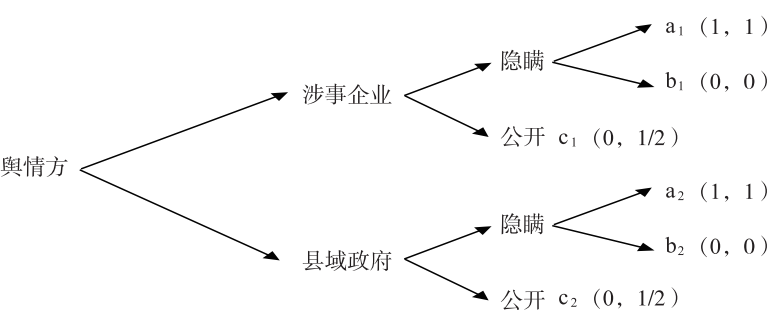 a₁（1，1）
隐瞒
b₁（0，0）
涉事企业
公开 c₁（0，1/2）
舆情方
a₂（1，1）
隐瞒
b₂（0，0）
县域政府
公开 c₂（0，1/2）